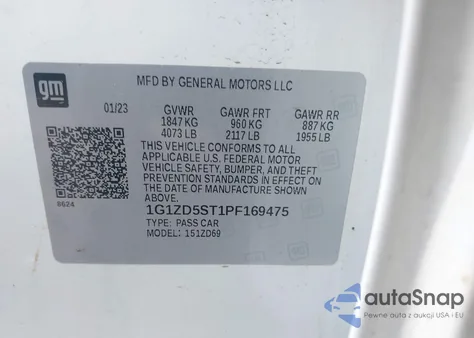 gm
MFD BY GENERAL MOTORS LLC
01/23 GVWR GAWR FRT GAWR RR
1847 KG 960 KG 887 KG
4073 LB 2117 LB 1955 LB
THIS VEHICLE CONFORMS TO ALL
APPLICABLE U.S. FEDERAL MOTOR
VEHICLE SAFETY, BUMPER, AND
THEFT PREVENTION STANDARDS IN
EFFECT ON THE DATE OF MANUFACTURE
SHOWN ABOVE.
8624
1G1ZD5ST1PF169475
TYPE: PASS CAR
MODEL: 151ZD69
autoSnap
Pewne auta z aukcji USA i EU